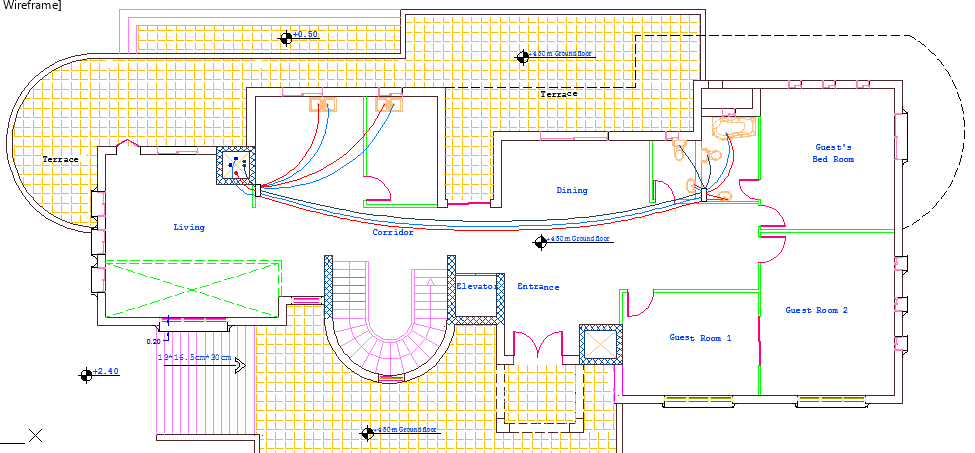 Wireframe]
+0.50
+4.50 m Ground floor
Terrace
Guest's
Bed Room
Terrace
Dining
Living
Corridor
+4.50 m Ground floor
Elevator
Entrance
Guest Room 2
Guest Room 1
0.20
13*16.5cm*30cm
+2.40
+4.50 m Ground floor